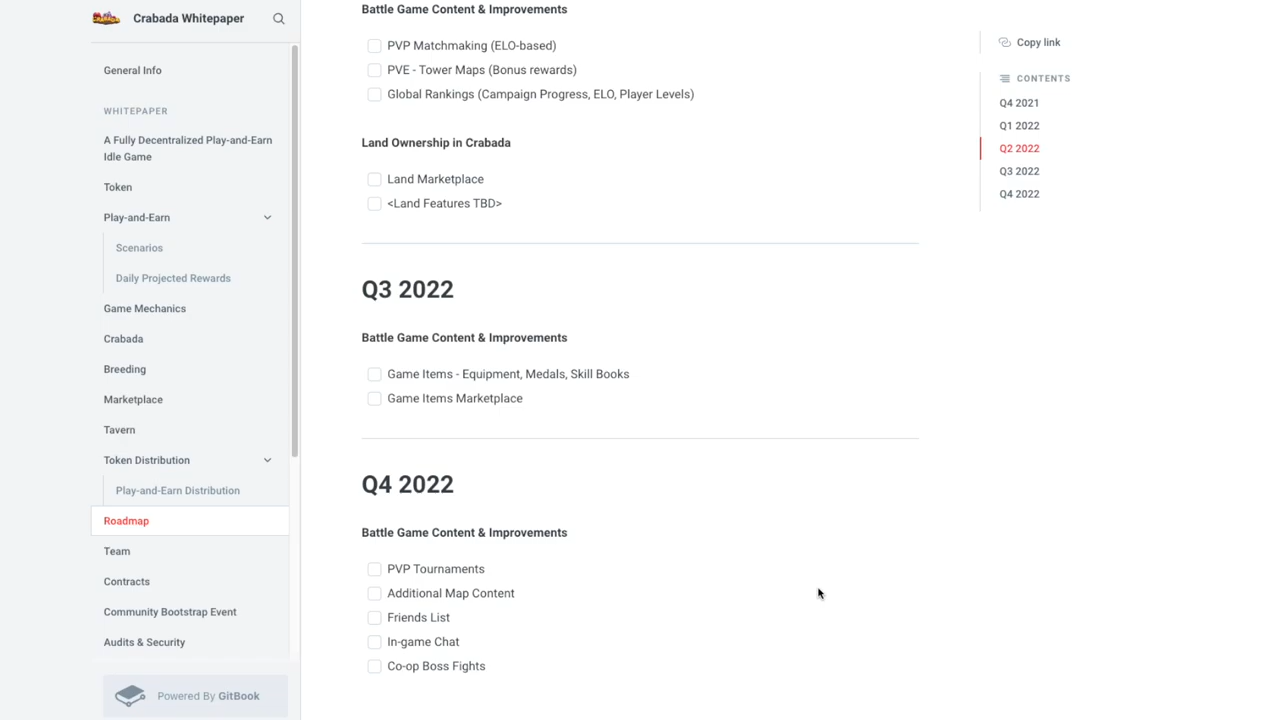 Crabada Whitepaper
General Info
WHITEPAPER
A Fully Decentralized Play-and-Earn
Idle Game
Token
Play-and-Earn
Scenarios
Daily Projected Rewards
Game Mechanics
Crabada
Breeding
Marketplace
Tavern
Token Distribution
Play-and-Earn Distribution
Roadmap
Team
Contracts
Community Bootstrap Event
Audits & Security
Powered By GitBook
Battle Game Content & Improvements
PVP Matchmaking (ELO-based)
PVE - Tower Maps (Bonus rewards)
Global Rankings (Campaign Progress, ELO, Player Levels)
Land Ownership in Crabada
Land Marketplace
<Land Features TBD>
Q3 2022
Battle Game Content & Improvements
Game Items - Equipment, Medals, Skill Books
Game Items Marketplace
Q4 2022
Battle Game Content & Improvements
PVP Tournaments
Additional Map Content
Friends List
In-game Chat
Co-op Boss Fights
Copy link
CONTENTS
Q4 2021
Q1 2022
Q2 2022
Q3 2022
Q4 2022